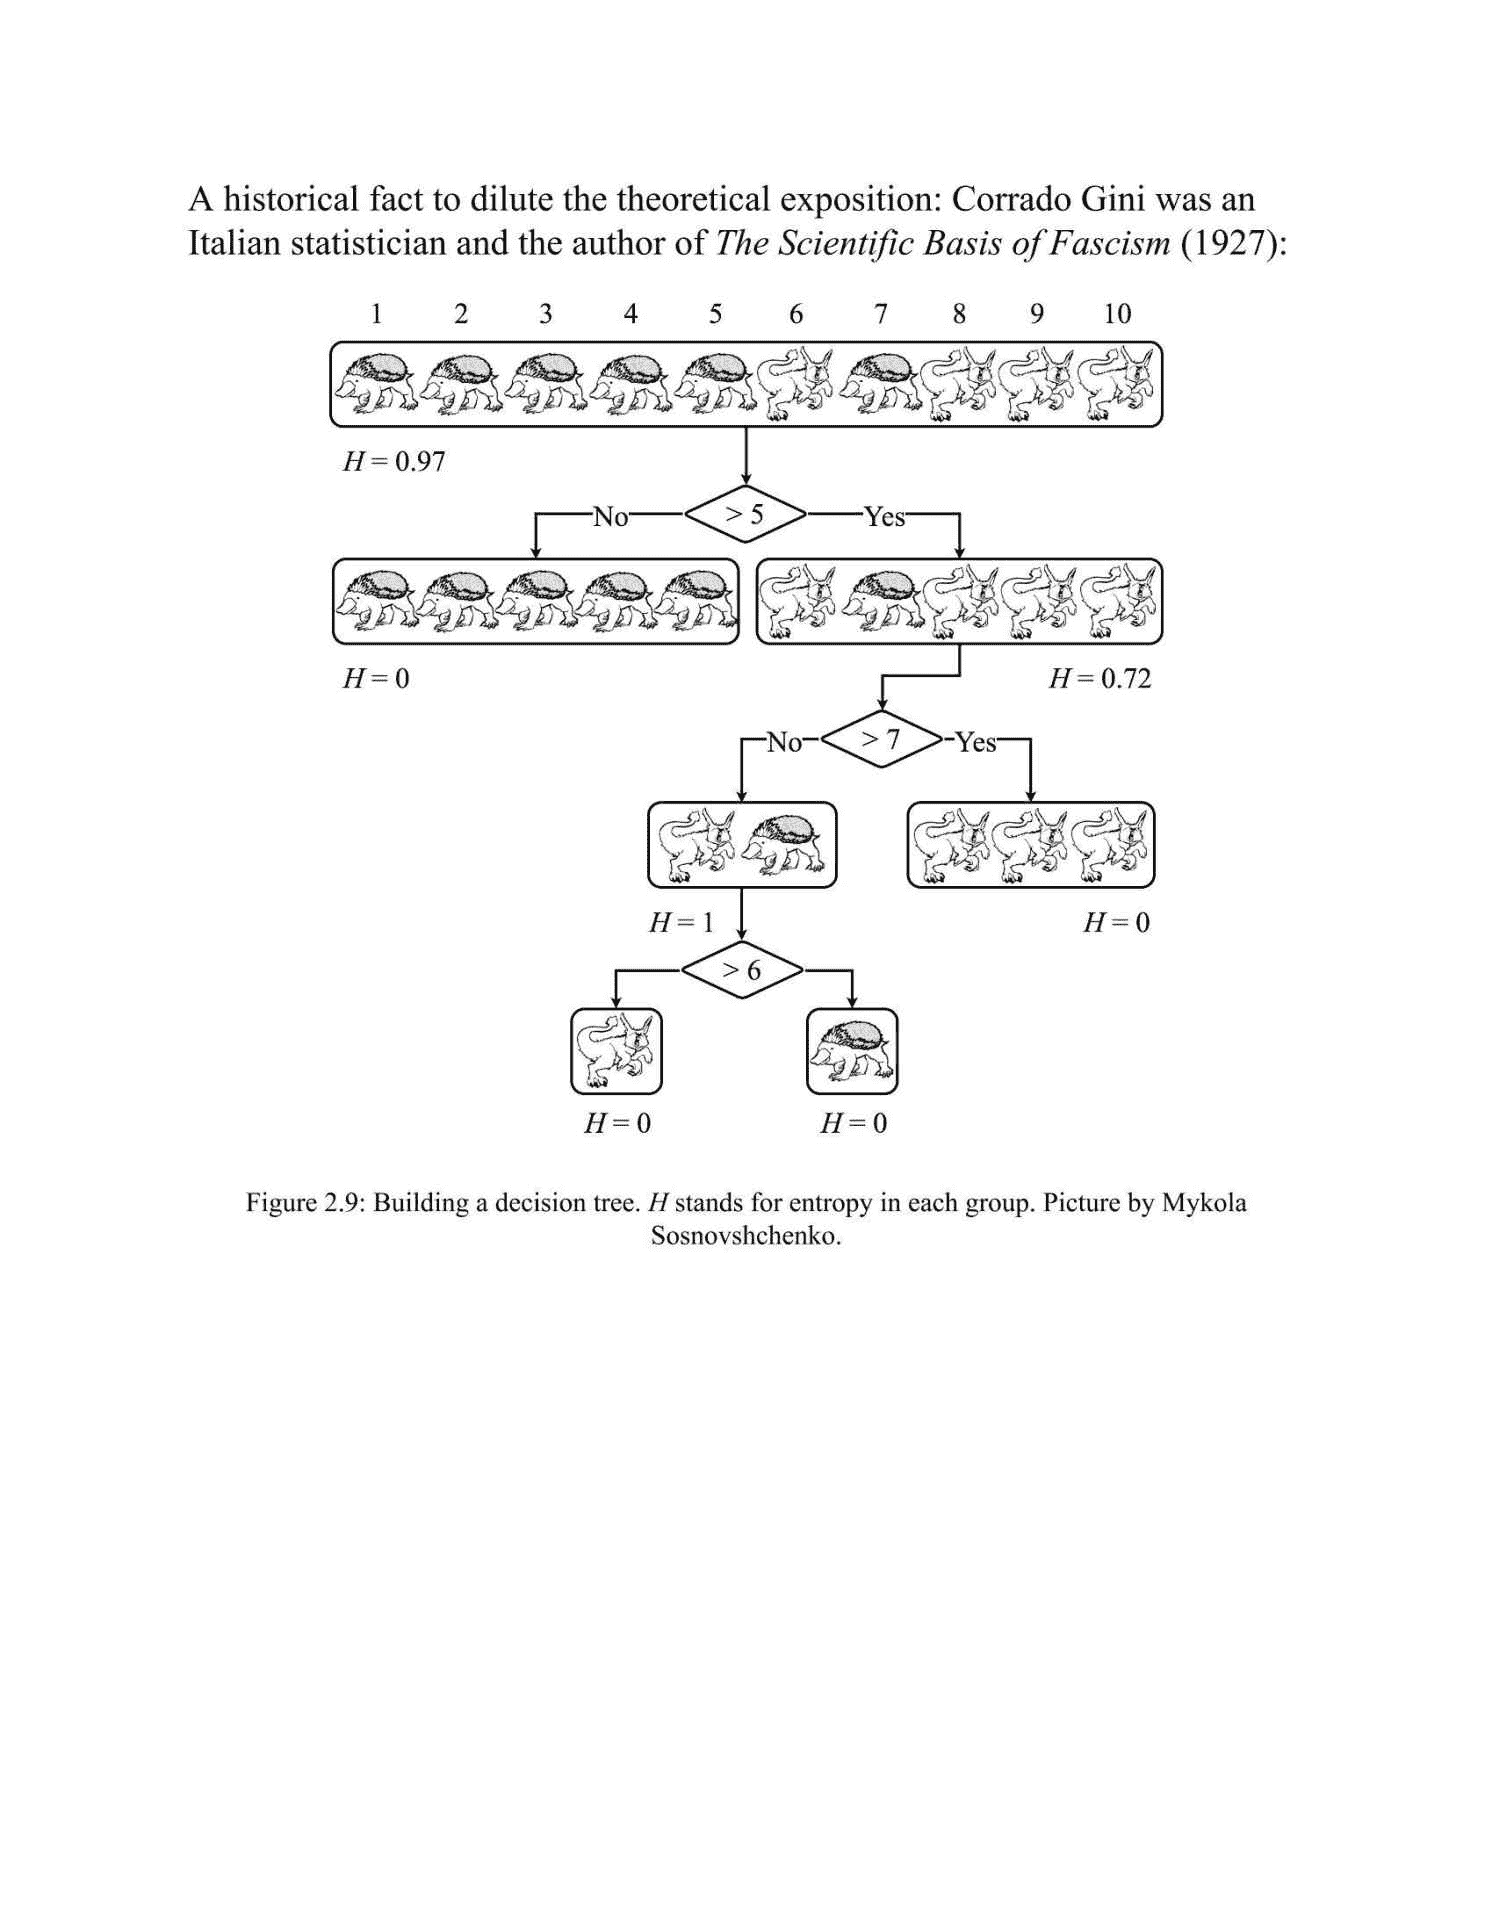 A historical fact to dilute the theoretical exposition: Corrado Gini was an
Italian statistician and the author of The Scientific Basis of Fascism (1927):
1 2 3 4 5 6 7 8 9 10
H = 0.97
No > 5 Yes
H = 0 H = 0.72
No > 7 Yes
H = 1 H = 0
> 6
H = 0 H = 0
Figure 2.9: Building a decision tree. H stands for entropy in each group. Picture by Mykola
Sosnovshchenko.